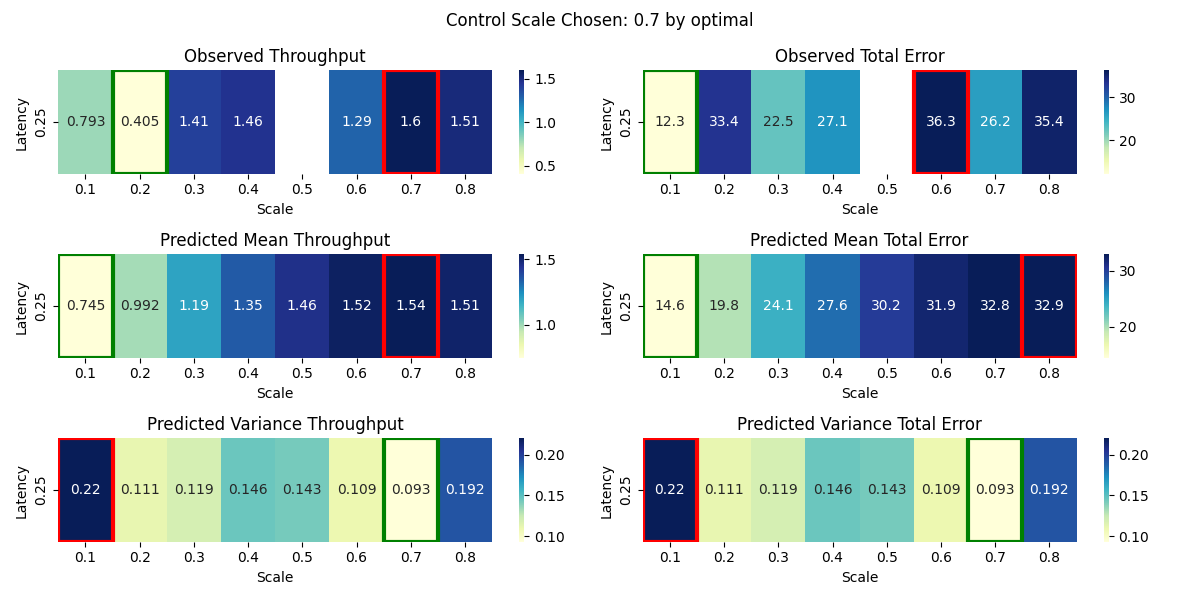 Control Scale Chosen: 0.7 by optimal
Observed Throughput
Latency
0.25
0.793 0.405 1.41 1.46 1.29 1.6 1.51
0.1 0.2 0.3 0.4 0.5 0.6 0.7 0.8
Scale
1.5
1.0
0.5
Observed Total Error
Latency
0.25
12.3 33.4 22.5 27.1 36.3 26.2 35.4
0.1 0.2 0.3 0.4 0.5 0.6 0.7 0.8
Scale
30
20
Predicted Mean Throughput
Latency
0.25
0.745 0.992 1.19 1.35 1.46 1.52 1.54 1.51
0.1 0.2 0.3 0.4 0.5 0.6 0.7 0.8
Scale
1.5
1.0
Predicted Mean Total Error
Latency
0.25
14.6 19.8 24.1 27.6 30.2 31.9 32.8 32.9
0.1 0.2 0.3 0.4 0.5 0.6 0.7 0.8
Scale
30
20
Predicted Variance Throughput
Latency
0.25
0.22 0.111 0.119 0.146 0.143 0.109 0.093 0.192
0.1 0.2 0.3 0.4 0.5 0.6 0.7 0.8
Scale
0.20
0.15
0.10
Predicted Variance Total Error
Latency
0.25
0.22 0.111 0.119 0.146 0.143 0.109 0.093 0.192
0.1 0.2 0.3 0.4 0.5 0.6 0.7 0.8
Scale
0.20
0.15
0.10